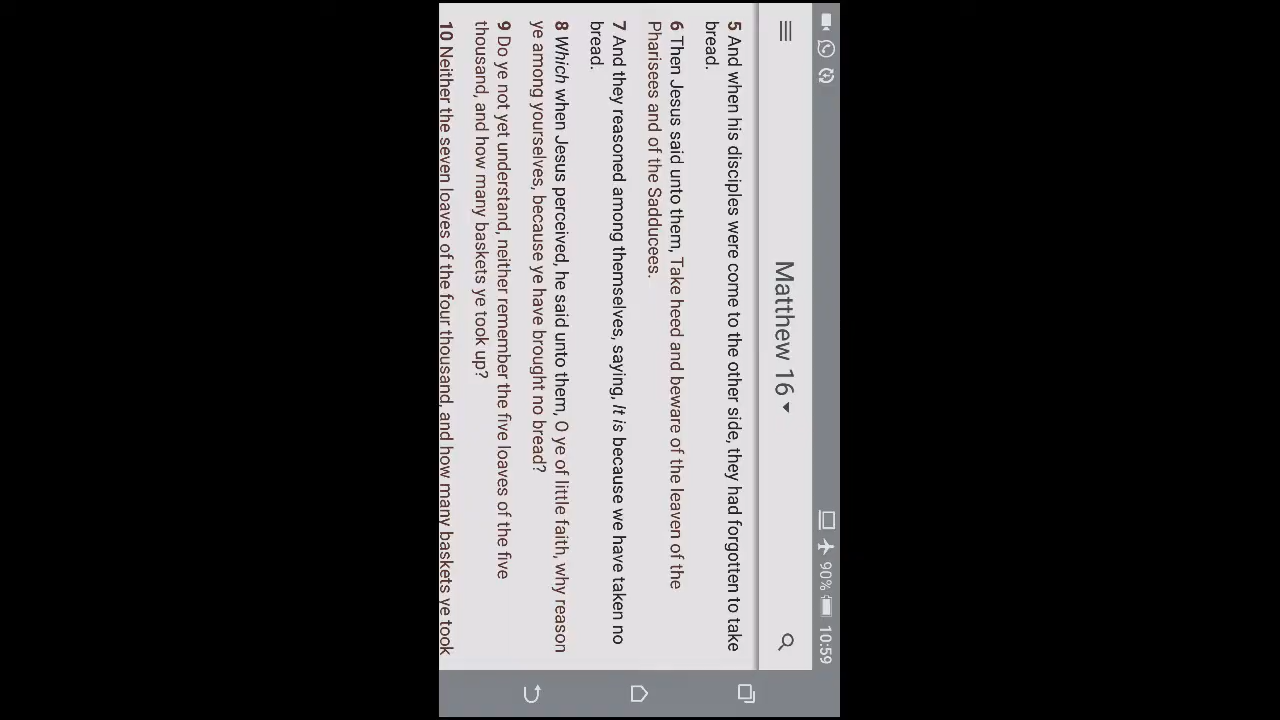 90% 10:59
Matthew 16
5 And when his disciples were come to the other side, they had forgotten to take
bread.
6 Then Jesus said unto them, Take heed and beware of the leaven of the
Pharisees and of the Sadducees.
7 And they reasoned among themselves, saying, It is because we have taken no
bread.
8 Which when Jesus perceived, he said unto them, O ye of little faith, why reason
ye among yourselves, because ye have brought no bread?
9 Do ye not yet understand, neither remember the five loaves of the five
thousand, and how many baskets ye took up?
10 Neither the seven loaves of the four thousand, and how many baskets ye took